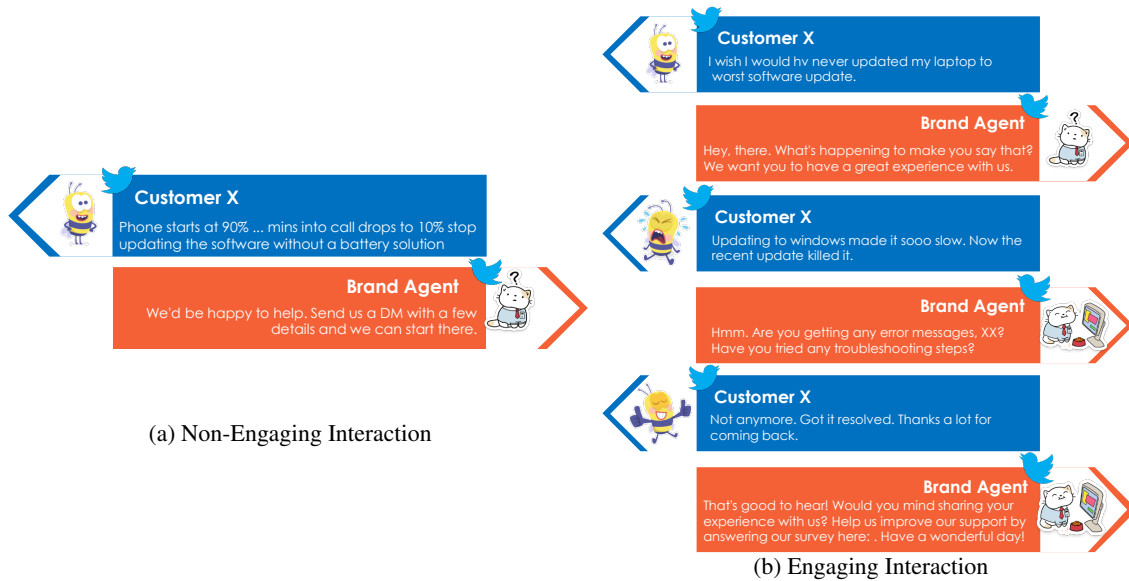 Customer X
Phone starts at 90% ... mins into call drops to 10% stop
updating the software without a battery solution
?
Brand Agent
We'd be happy to help. Send us a DM with a few
details and we can start there.
(a) Non-Engaging Interaction
Customer X
I wish I would hv never updated my laptop to
worst software update.
?
Brand Agent
Hey, there. What's happening to make you say that?
We want you to have a great experience with us.
Customer X
Updating to windows made it sooo slow. Now the
recent update killed it.
Brand Agent
Hmm. Are you getting any error messages, XX?
Have you tried any troubleshooting steps?
Customer X
Not anymore. Got it resolved. Thanks a lot for
coming back.
Brand Agent
That's good to hear! Would you mind sharing your
experience with us? Help us improve our support by
answering our survey here: . Have a wonderful day!
(b) Engaging Interaction